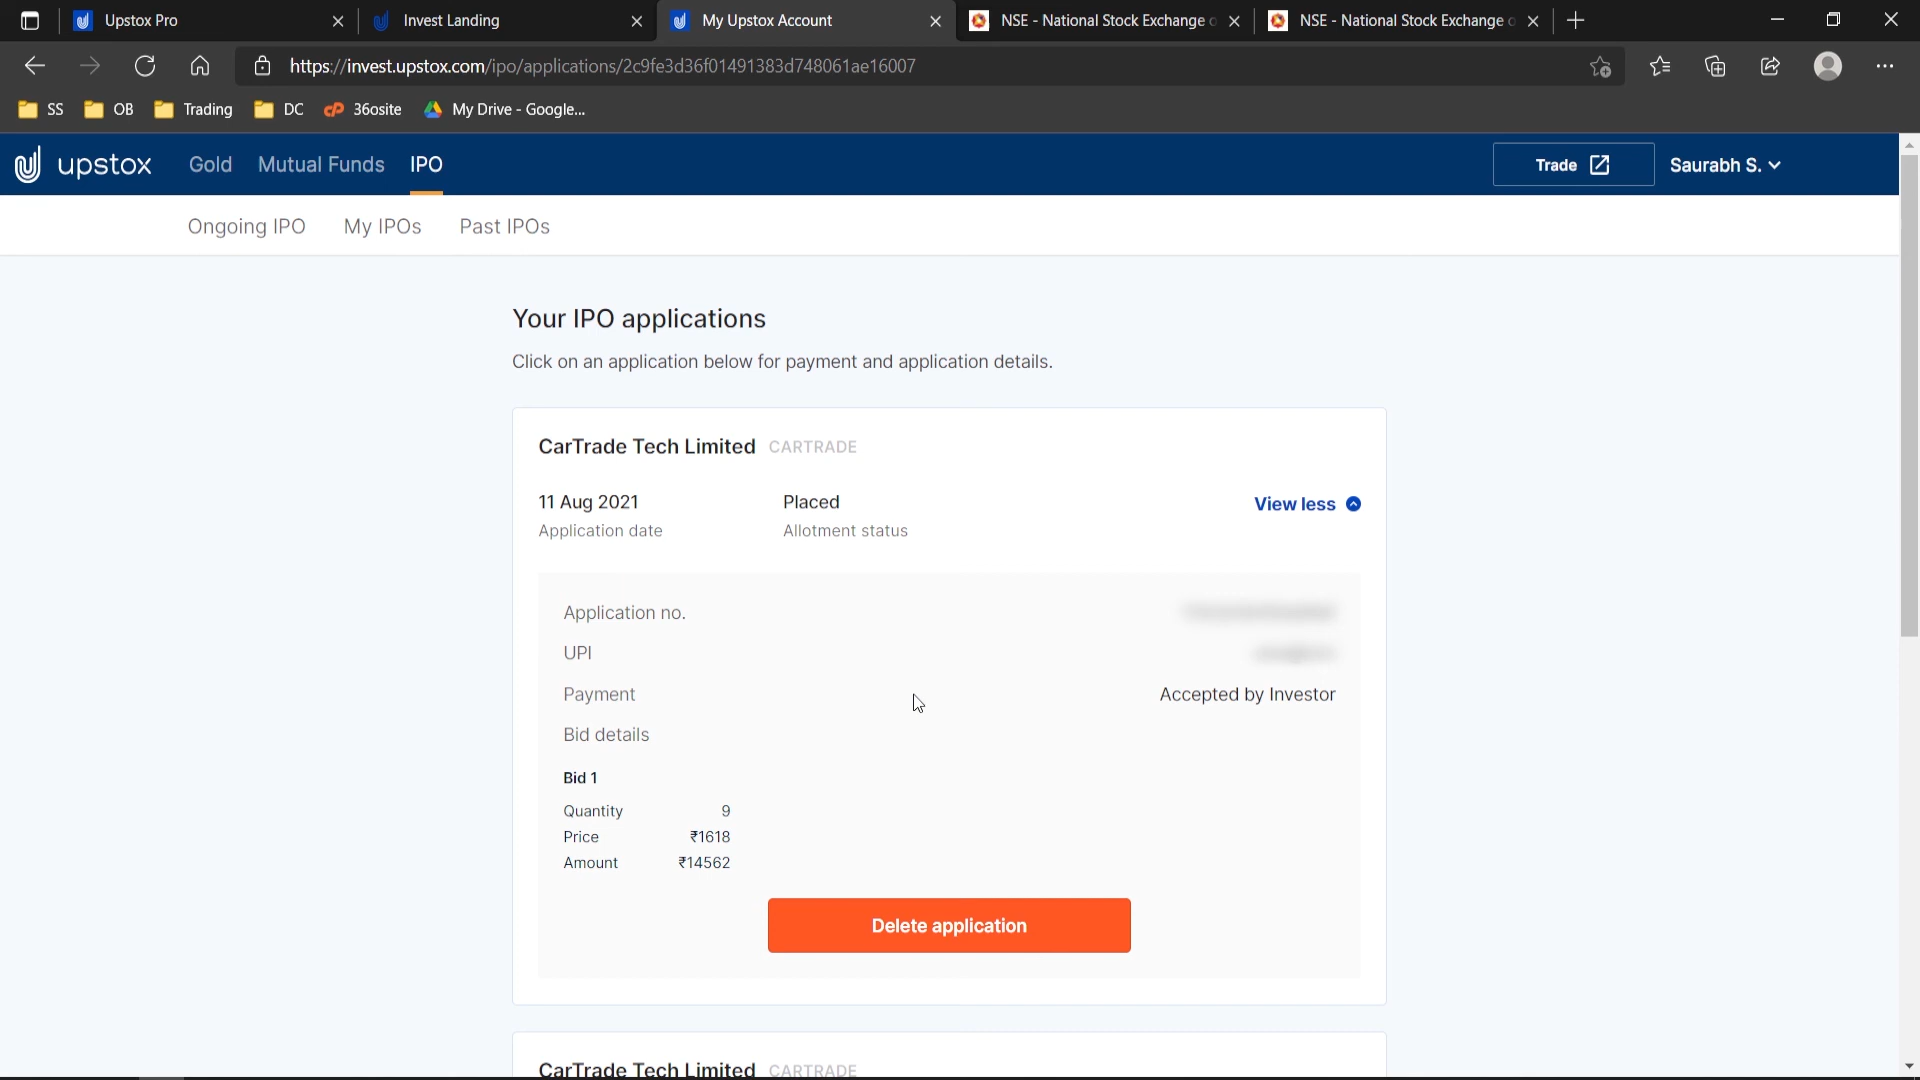 Upstox Pro
Invest Landing
My Upstox Account
NSE - National Stock Exchange
NSE - National Stock Exchange
https://invest.upstox.com/ipo/applications/2c9fe3d36f01491383d748061ae16007
SS OB Trading DC 36osite My Drive - Google...
upstox Gold Mutual Funds IPO Trade Saurabh S.
Ongoing IPO My IPOs Past IPOs
Your IPO applications
Click on an application below for payment and application details.
CarTrade Tech Limited CARTRADE
11 Aug 2021 Placed View less
Application date Allotment status
Application no.
UPI
Payment Accepted by Investor
Bid details
Bid 1
Quantity 9
Price ₹1618
Amount ₹14562
Delete application
CarTrade Tech Limited CARTRADE